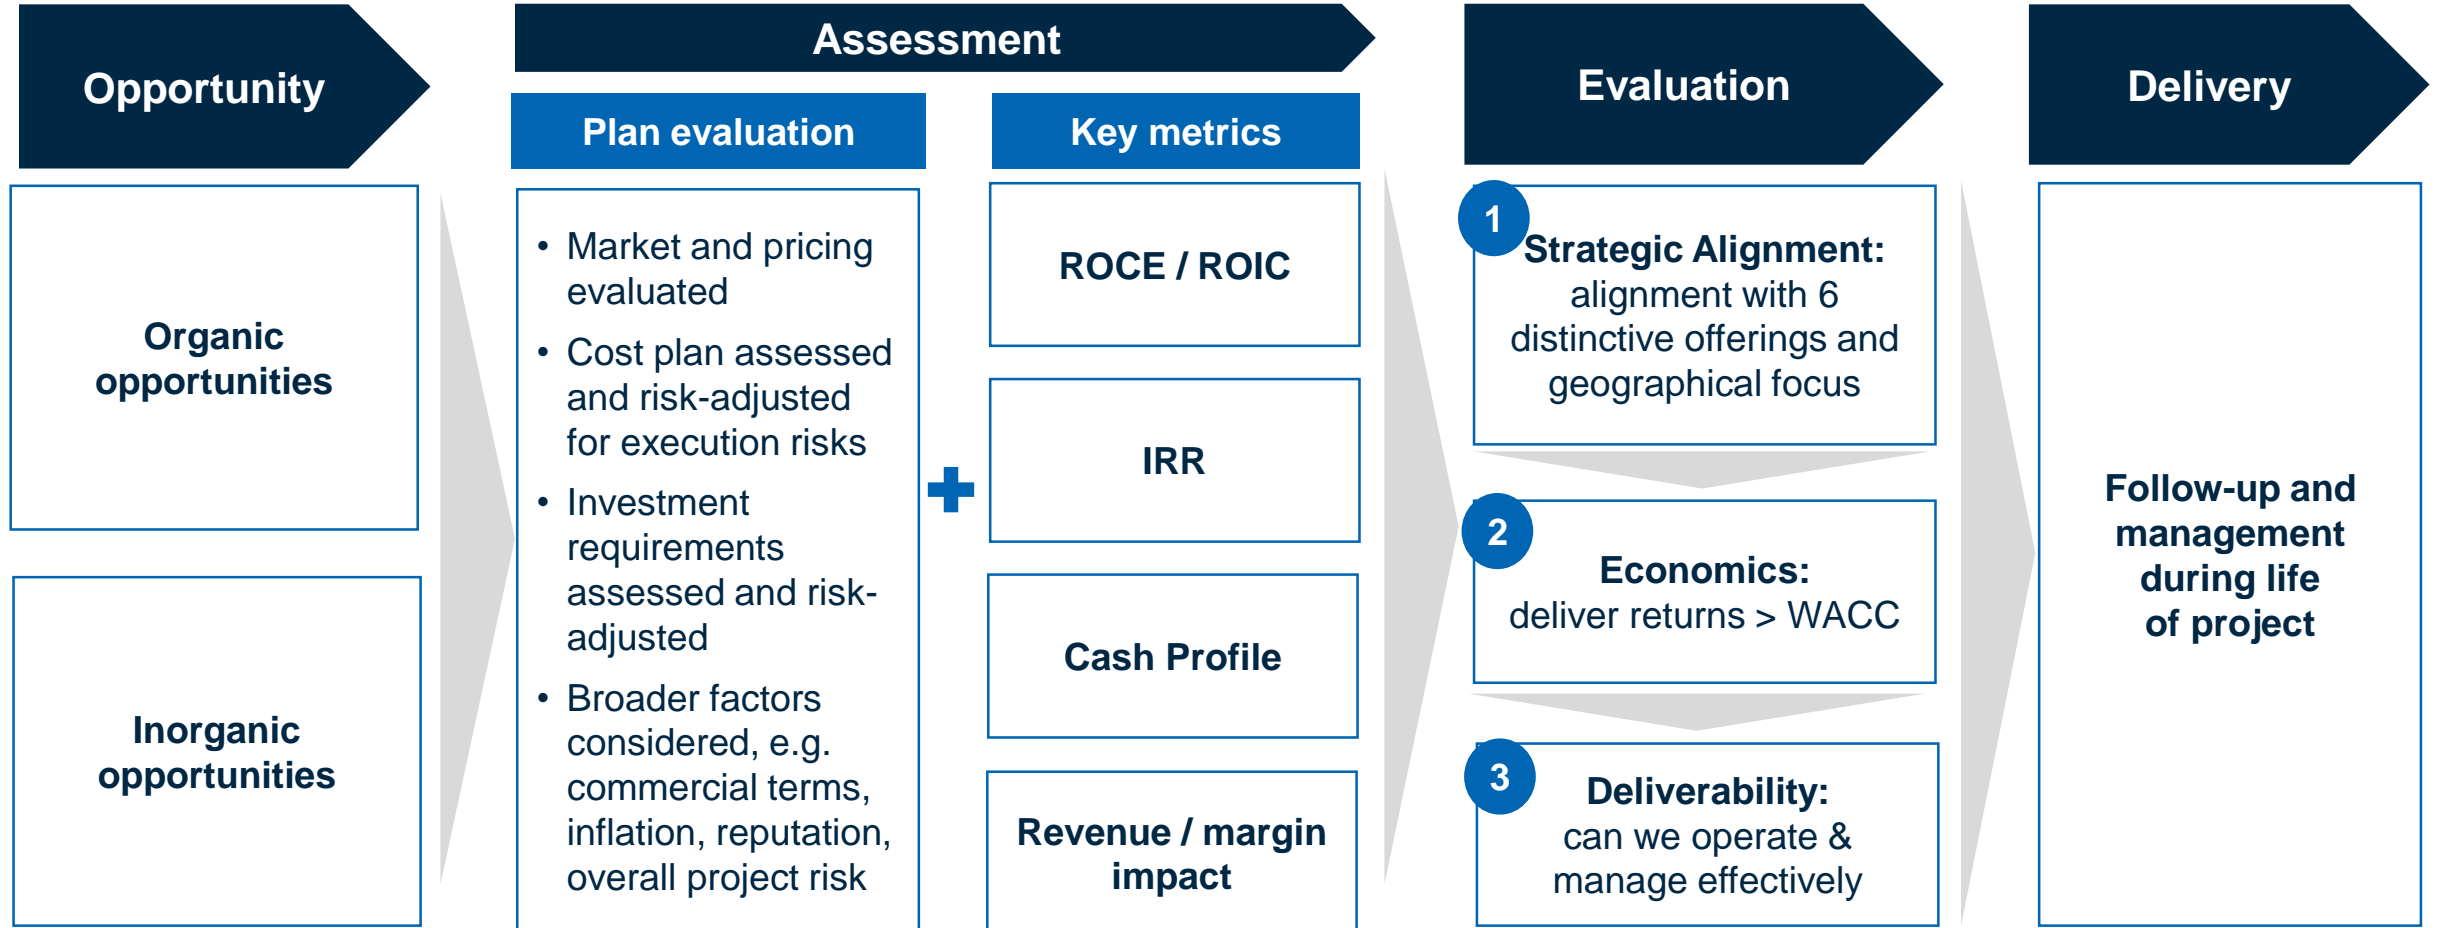 Opportunity
Organic
opportunities
Inorganic
opportunities
Assessment
Plan evaluation
• Market and pricing
evaluated
• Cost plan assessed
and risk-adjusted
for execution risks
• Investment
requirements
assessed and risk-
adjusted
• Broader factors
considered, e.g.
commercial terms,
inflation, reputation,
overall project risk
Key metrics
ROCE / ROIC
IRR
Cash Profile
Revenue / margin
impact
Evaluation
1
Strategic Alignment:
alignment with 6
distinctive offerings and
geographical focus
2
Economics:
deliver returns > WACC
3
Deliverability:
can we operate &
manage effectively
Delivery
Follow-up and
management
during life
of project